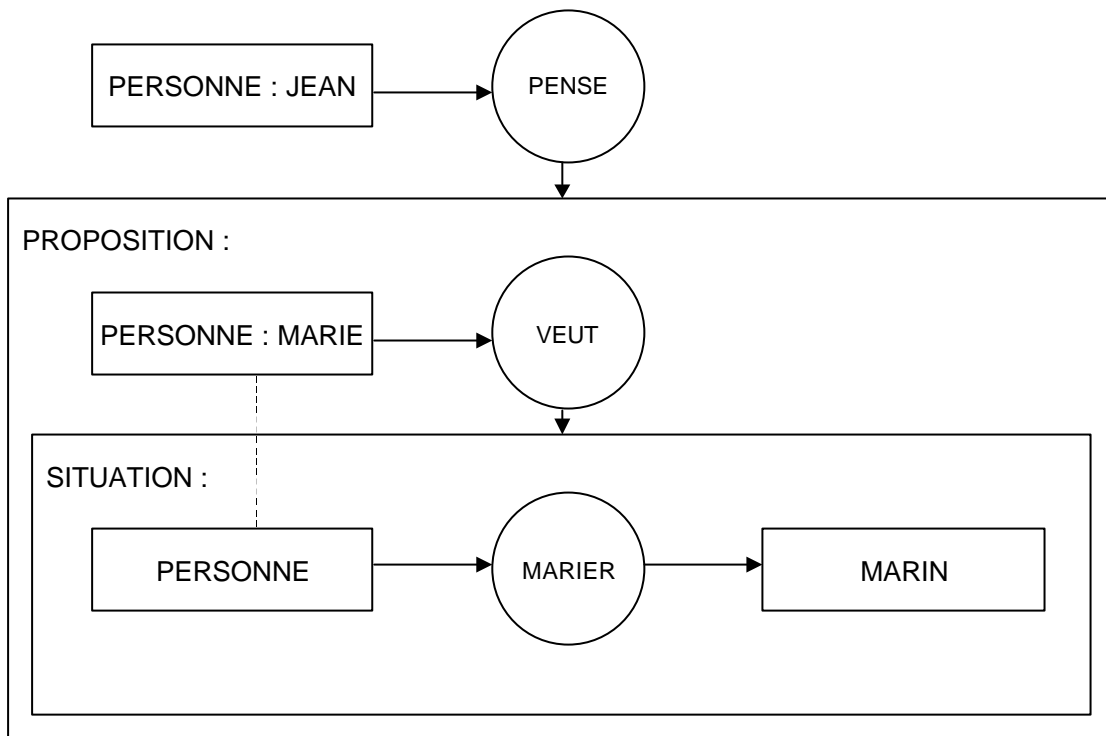 PERSONNE : JEAN
PENSE
PROPOSITION :
PERSONNE : MARIE
VEUT
SITUATION :
PERSONNE
MARIER
MARIN